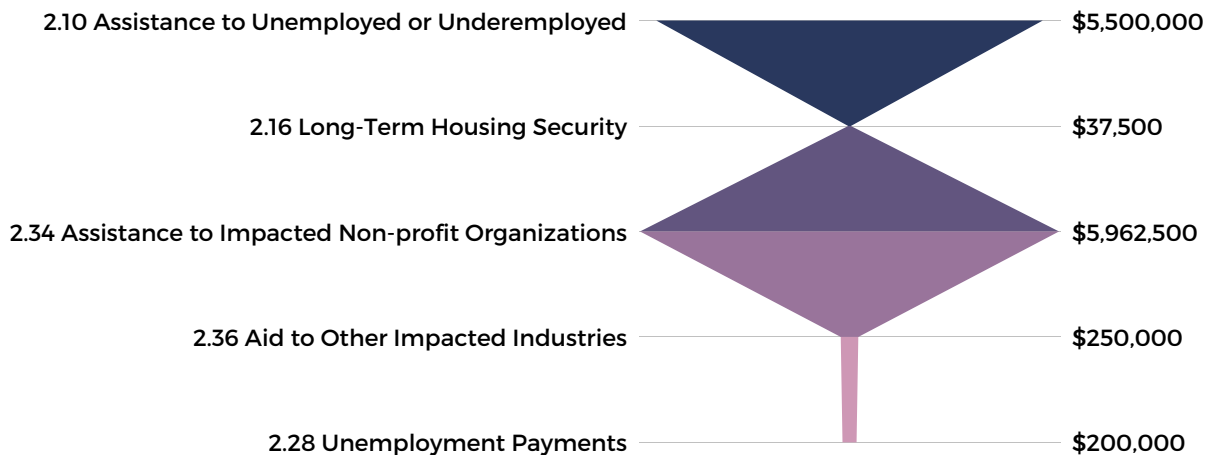 2.10 Assistance to Unemployed or Underemployed $5,500,000
2.16 Long-Term Housing Security $37,500
2.34 Assistance to Impacted Non-profit Organizations $5,962,500
2.36 Aid to Other Impacted Industries $250,000
2.28 Unemployment Payments $200,000